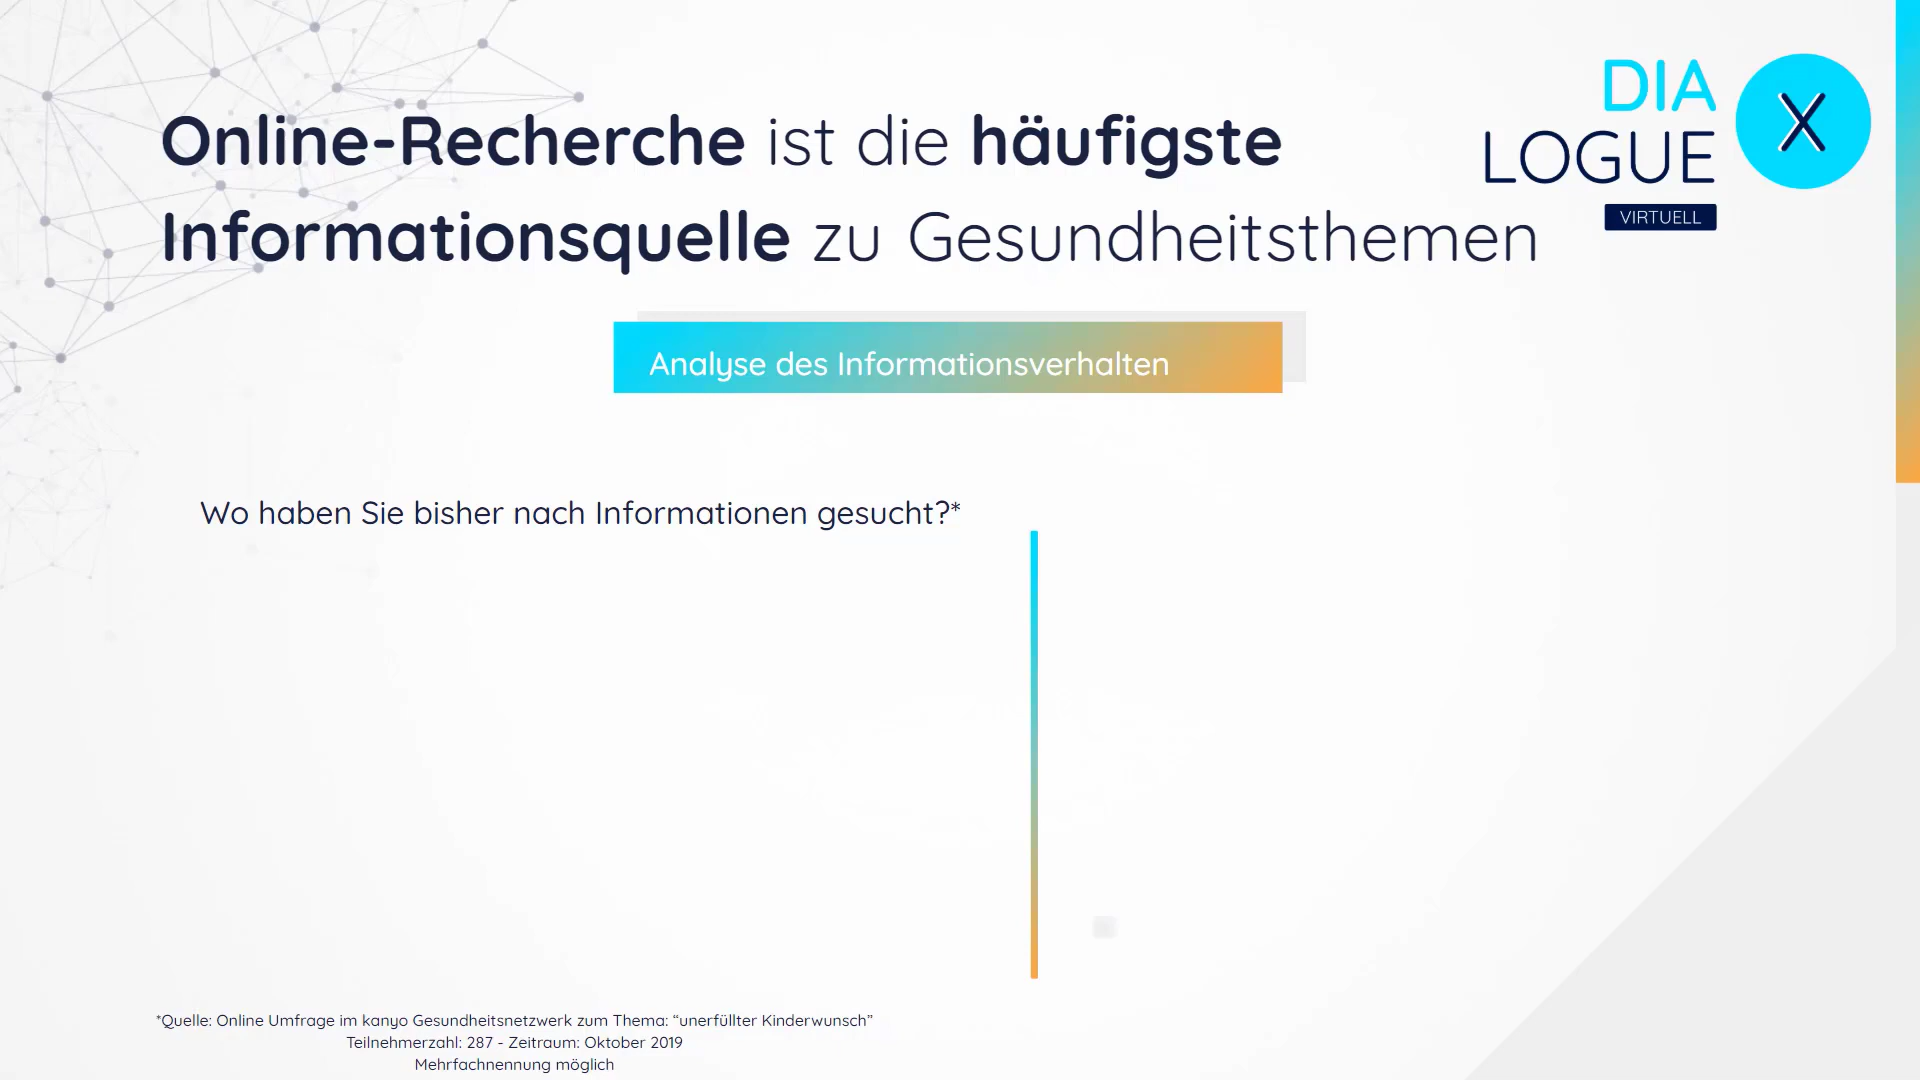 Online-Recherche ist die häufigste
Informationsquelle zu Gesundheitsthemen
DIA
LOGUE
X
VIRTUELL
Analyse des Informationsverhalten
Wo haben Sie bisher nach Informationen gesucht?*
*Quelle: Online Umfrage im kanyo Gesundheitsnetzwerk zum Thema: “unerfüllter Kinderwunsch”
Teilnehmerzahl: 287 - Zeitraum: Oktober 2019
Mehrfachnennung möglich